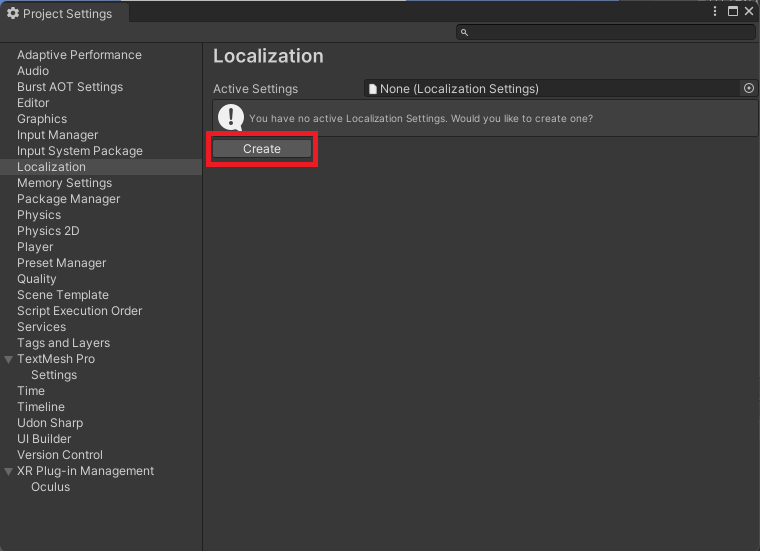 Project Settings
Localization
Adaptive Performance
Audio
Burst AOT Settings
Editor
Graphics
Input Manager
Input System Package
Localization
Memory Settings
Package Manager
Physics
Physics 2D
Player
Preset Manager
Quality
Scene Template
Script Execution Order
Services
Tags and Layers
TextMesh Pro
Settings
Time
Timeline
Udon Sharp
UI Builder
Version Control
XR Plug-in Management
Oculus
Active Settings
None (Localization Settings)
You have no active Localization Settings. Would you like to create one?
Create